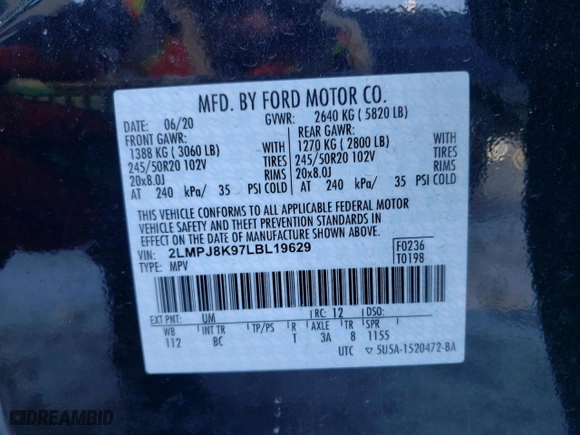 MFD. BY FORD MOTOR CO.
DATE: 06/20 GVWR: 2640 KG ( 5820 LB)
FRONT GAWR: REAR GAWR:
1388 KG ( 3060 LB) WITH 1270 KG ( 2800 LB) WITH
245/50R20 102V TIRES 245/50R20 102V TIRES
20x8.0J RIMS 20x8.0J RIMS
AT 240 kPa/ 35 PSI COLD AT 240 kPa/ 35 PSI COLD
THIS VEHICLE CONFORMS TO ALL APPLICABLE FEDERAL MOTOR
VEHICLE SAFETY AND THEFT PREVENTION STANDARDS IN
EFFECT ON THE DATE OF MANUFACTURE SHOWN ABOVE.
VIN: 2LMPJ8K97LBL19629 F0236
TYPE: MPV T0198
EXT PNT: UM RC: 12 DSO:
WB INT TR TP/PS R AXLE TR SPR
112 BC T 3A 8 1155
UTC ▽ 5U5A-1520472-BA
DREAMBID